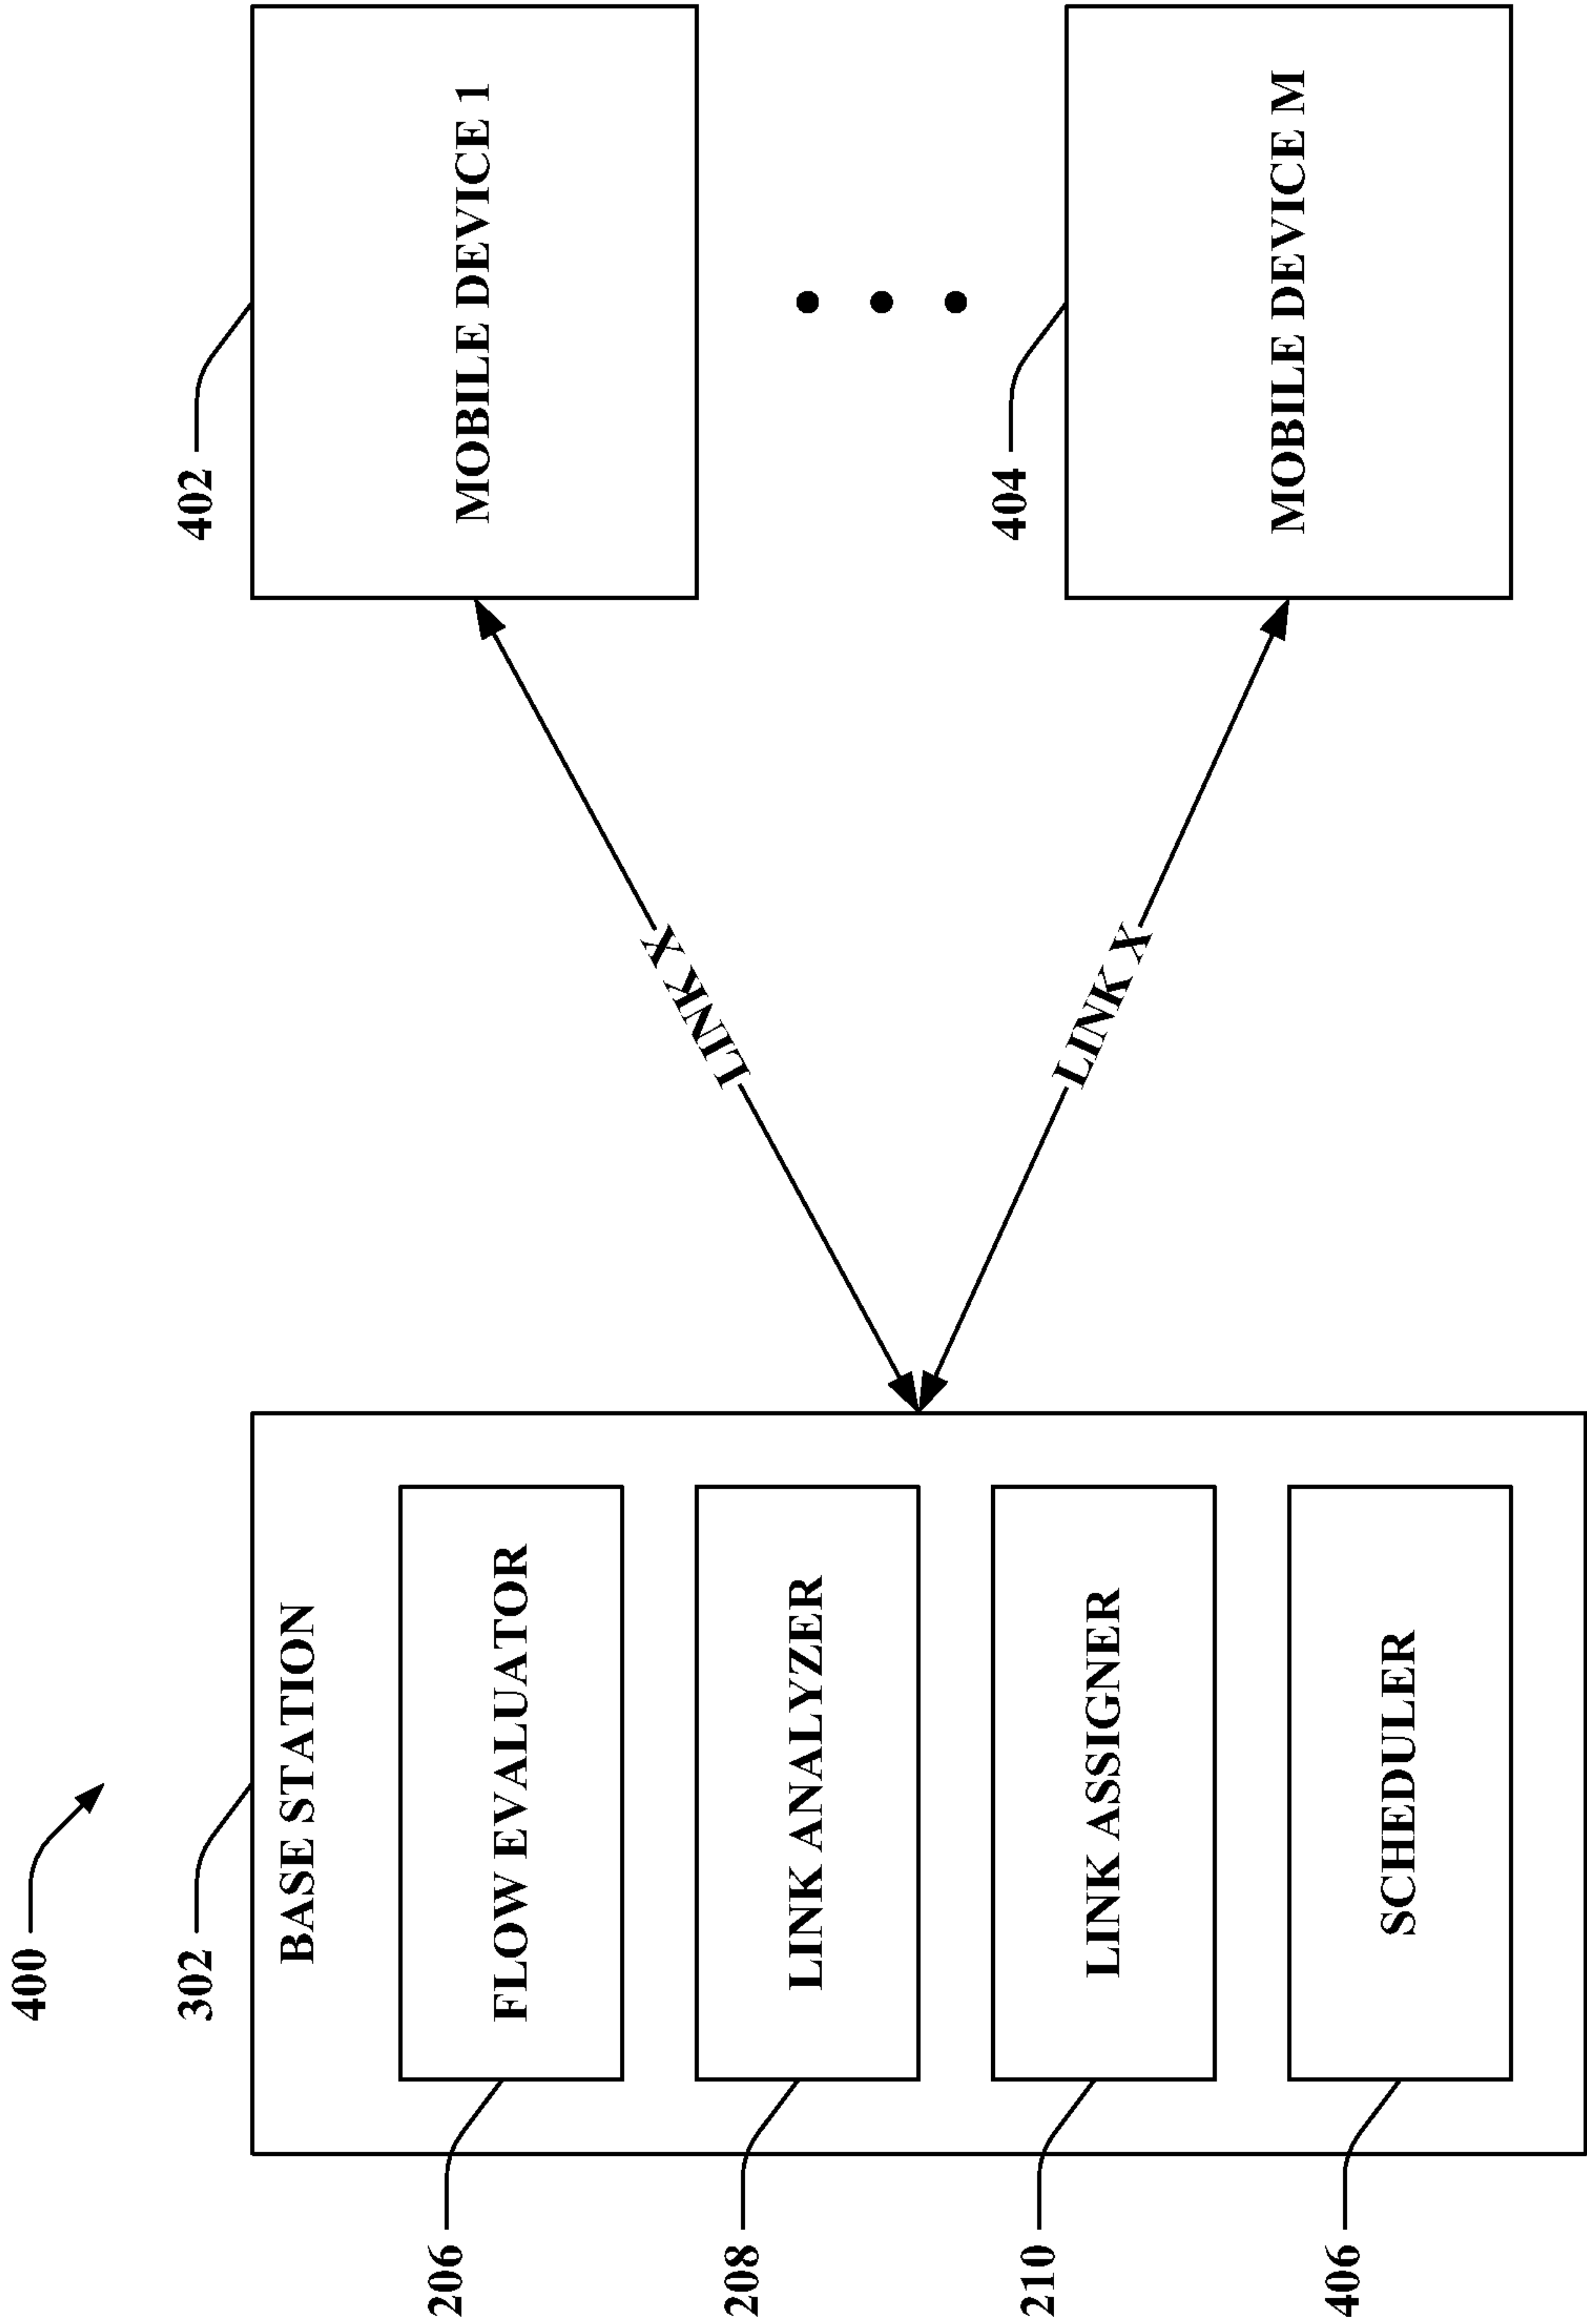 400
302
BASE STATION
206
FLOW EVALUATOR
208
LINK ANALYZER
210
LINK ASSIGNER
406
SCHEDULER
LINK X
LINK X
402
MOBILE DEVICE 1
404
MOBILE DEVICE M